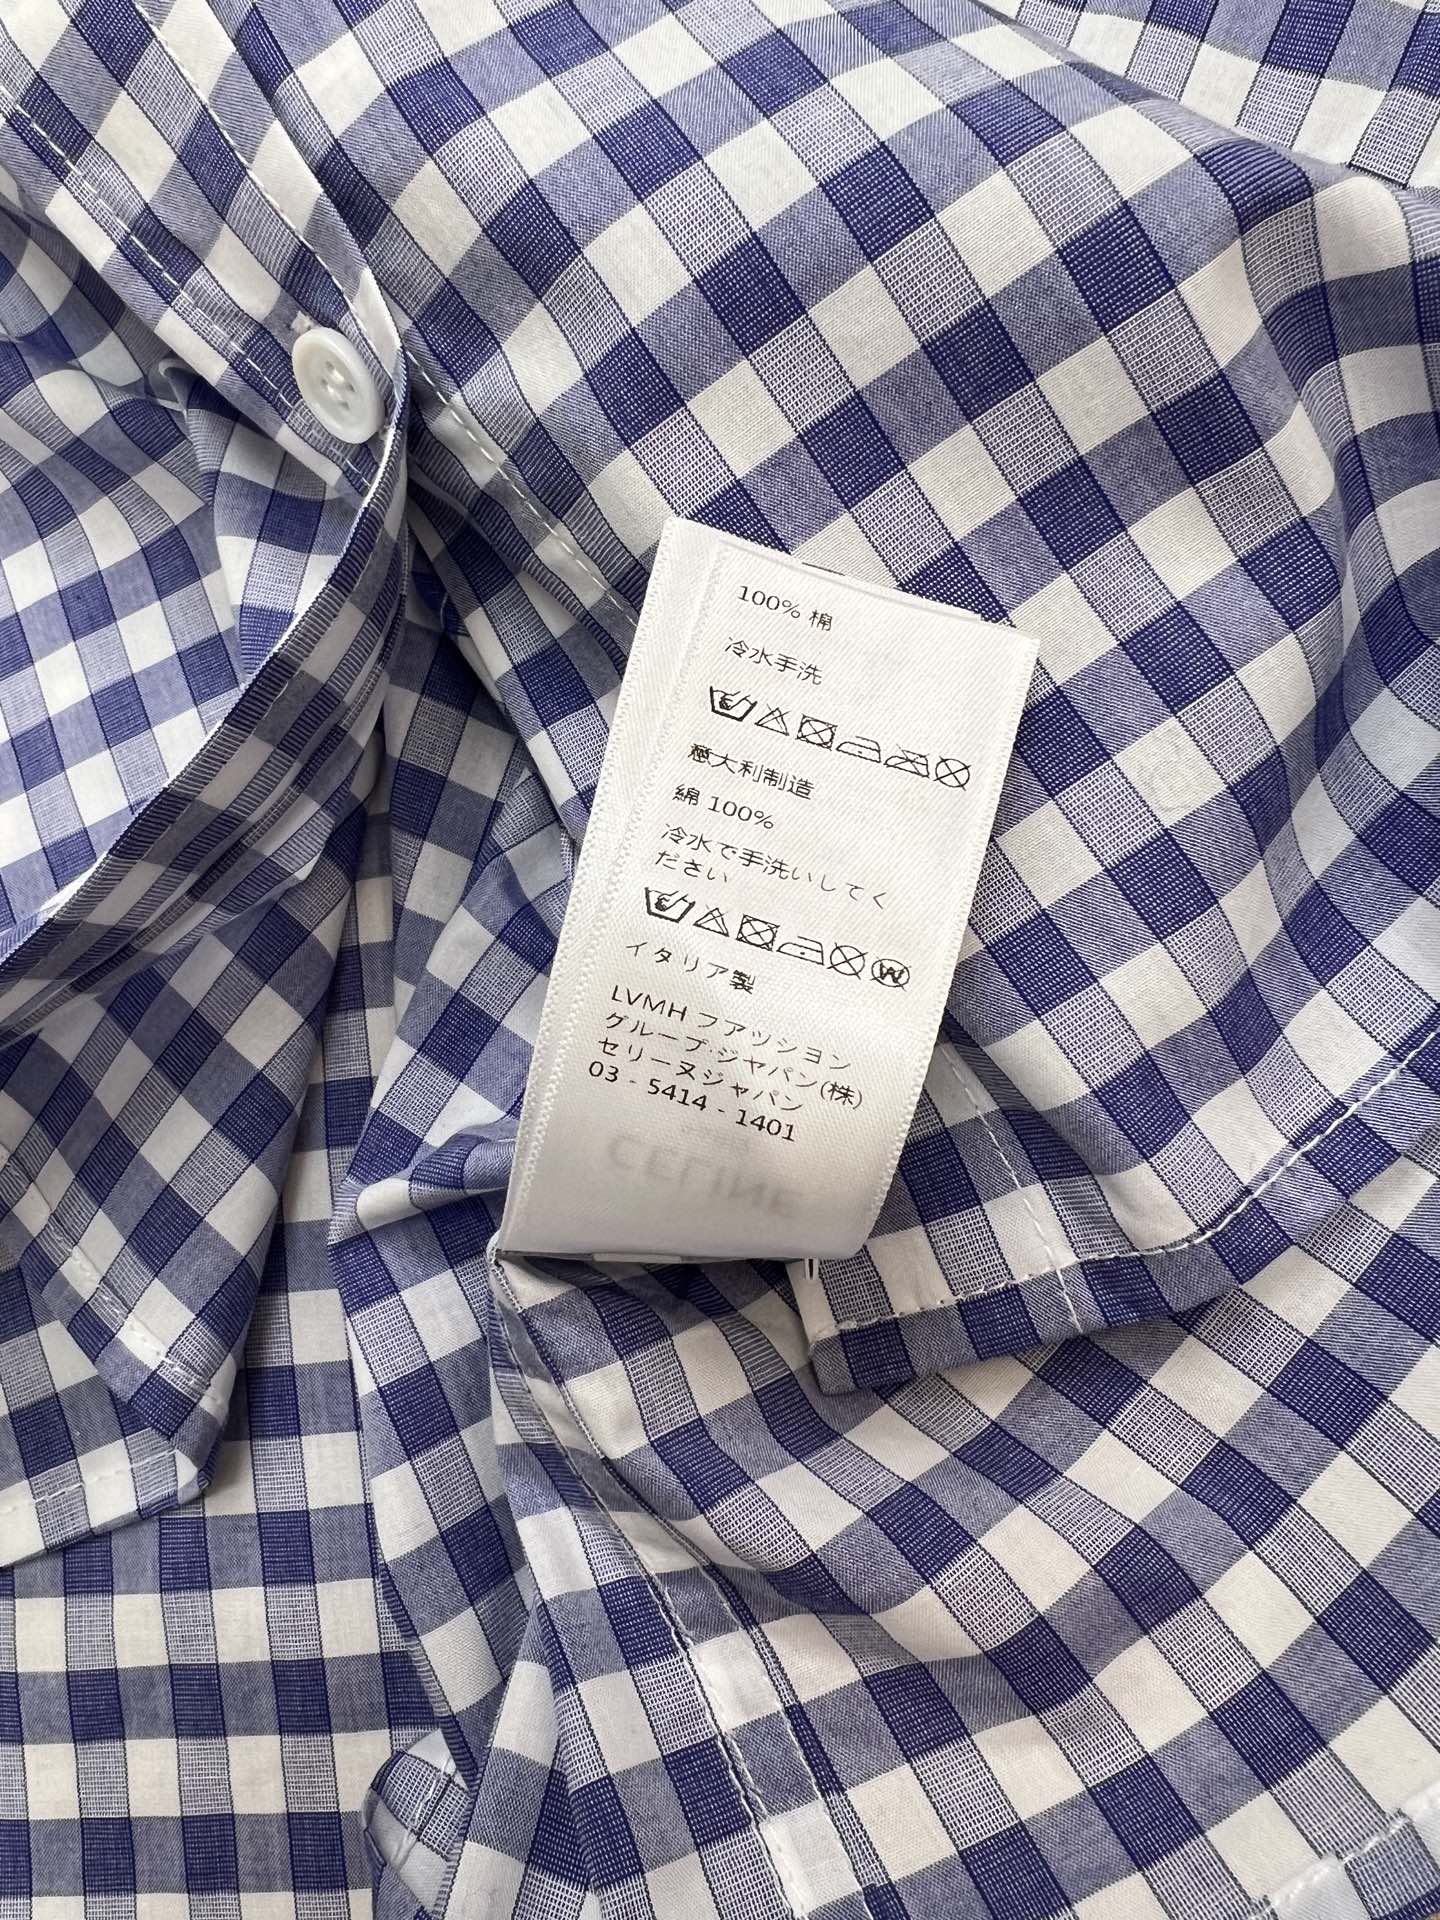 100% 棉
冷水手洗
意大利制造
綿 100%
冷水で手洗いしてく
ださい
W
イタリア製
LVMH ファッション
グループ・ジャパン(株)
セリーヌジャパン
03 - 5414 - 1401
CELINE